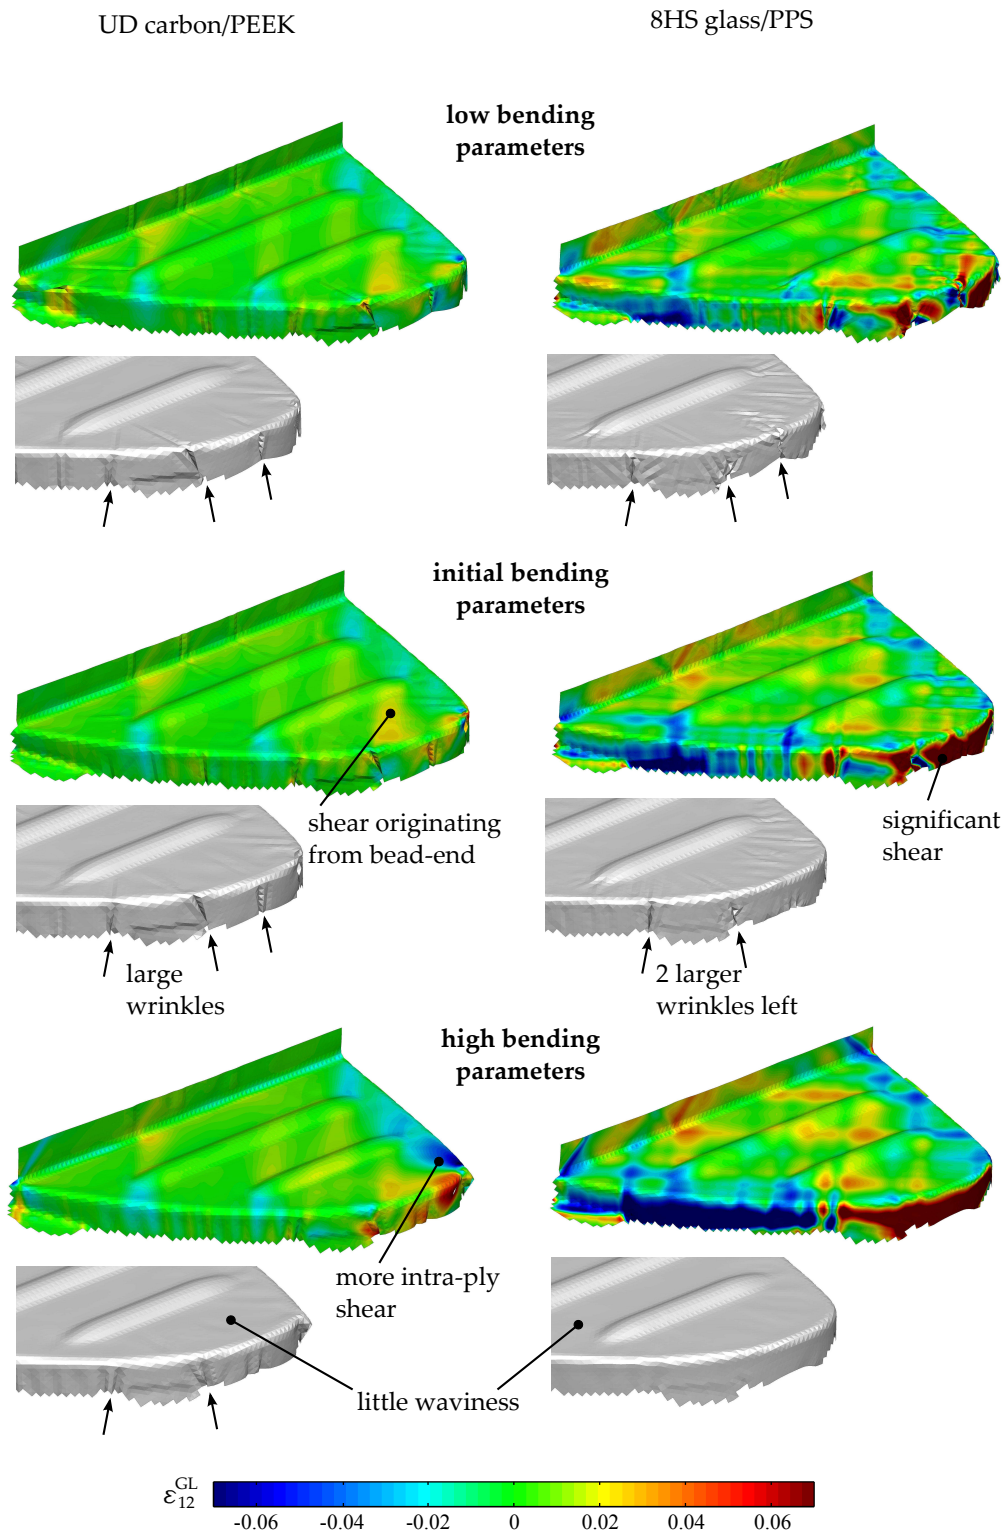 UD carbon/PEEK
8HS glass/PPS
low bending
parameters
initial bending
parameters
shear originating
from bead-end
significant
shear
large
wrinkles
2 larger
wrinkles left
high bending
parameters
more intra-ply
shear
little waviness
ε12GL
-0.06 -0.04 -0.02 0 0.02 0.04 0.06